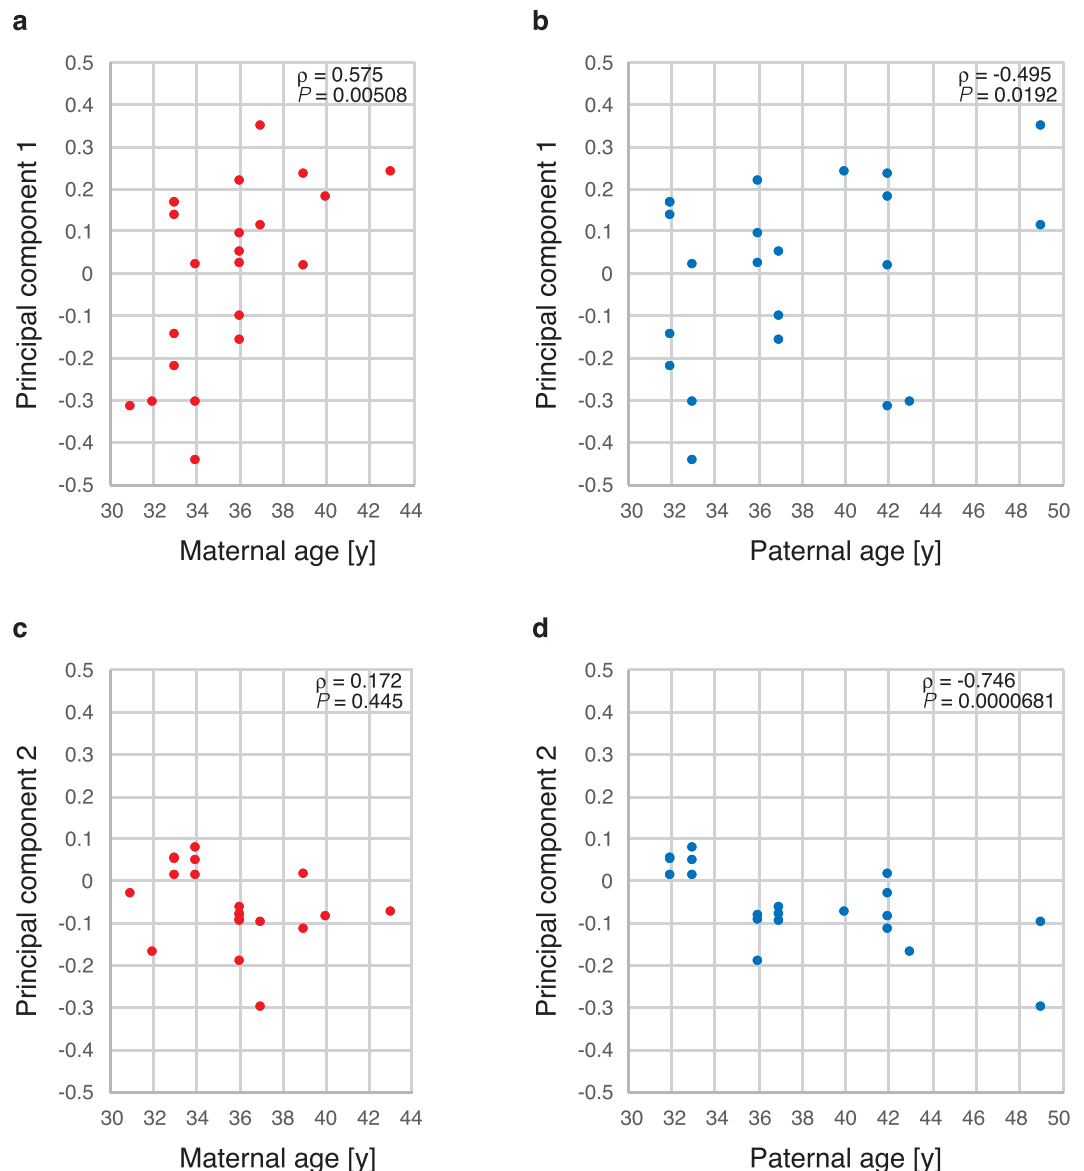 a
ρ = 0.575
P = 0.00508
Principal component 1
0.5
0.4
0.3
0.2
0.1
0
-0.1
-0.2
-0.3
-0.4
-0.5
30 32 34 36 38 40 42 44
Maternal age [y]
b
ρ = -0.495
P = 0.0192
Principal component 1
0.5
0.4
0.3
0.2
0.1
0
-0.1
-0.2
-0.3
-0.4
-0.5
30 32 34 36 38 40 42 44 46 48 50
Paternal age [y]
c
ρ = 0.172
P = 0.445
Principal component 2
0.5
0.4
0.3
0.2
0.1
0
-0.1
-0.2
-0.3
-0.4
-0.5
30 32 34 36 38 40 42 44
Maternal age [y]
d
ρ = -0.746
P = 0.0000681
Principal component 2
0.5
0.4
0.3
0.2
0.1
0
-0.1
-0.2
-0.3
-0.4
-0.5
30 32 34 36 38 40 42 44 46 48 50
Paternal age [y]